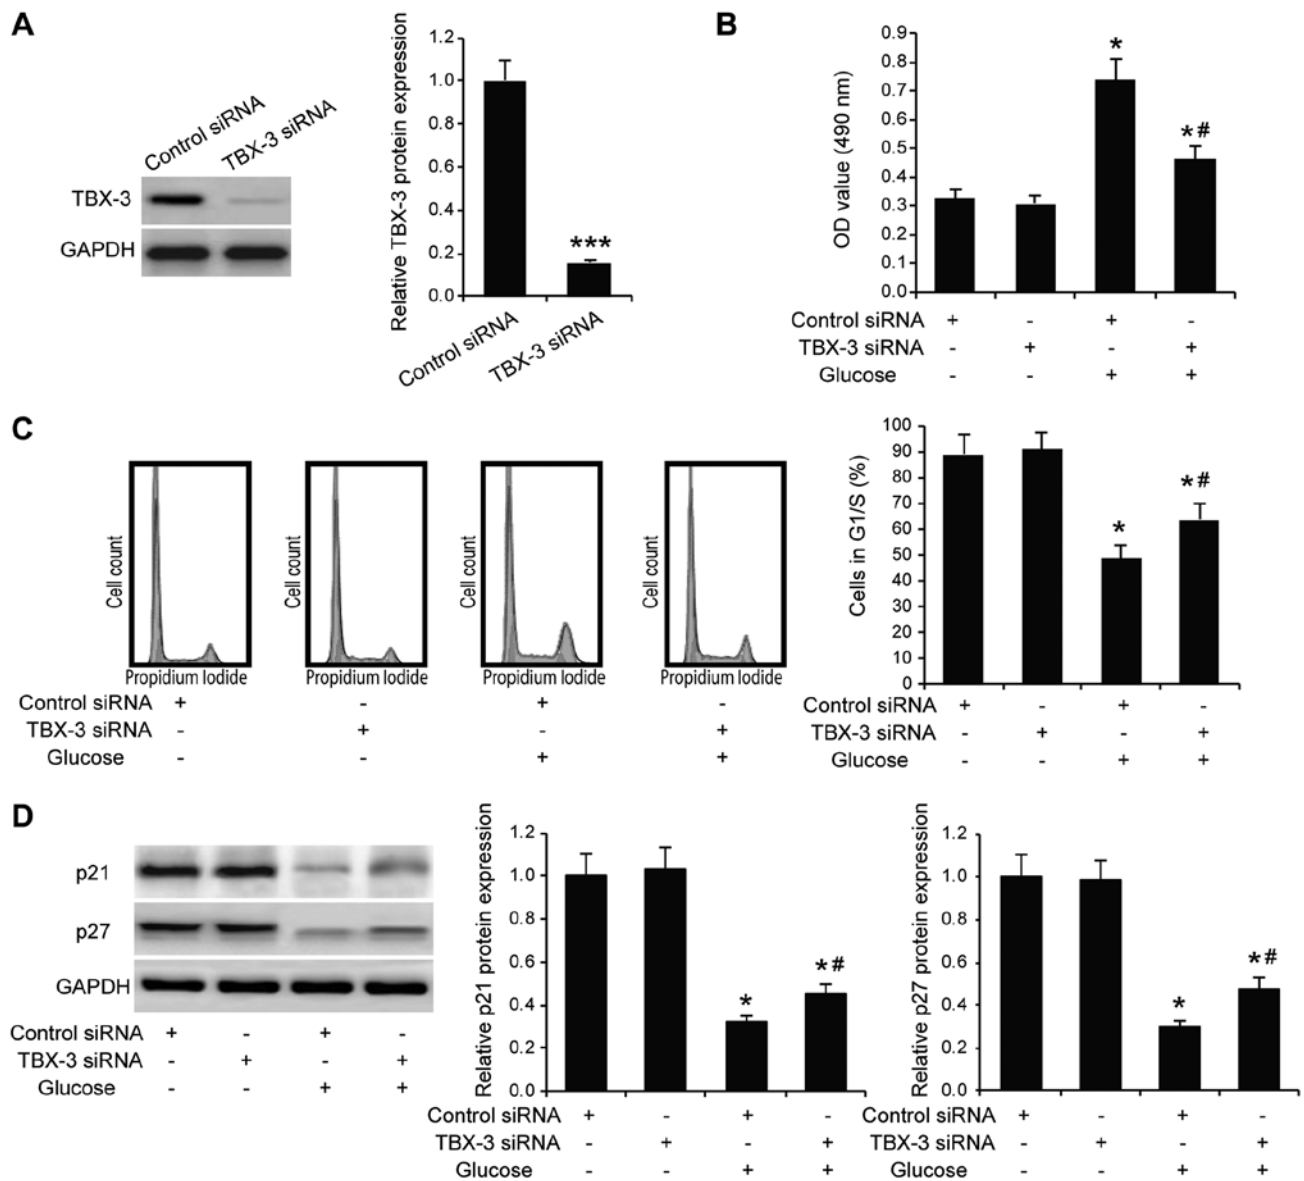 A
Control siRNA
TBX-3 siRNA
TBX-3
GAPDH
Relative TBX-3 protein expression
1.2
1.0
0.8
0.6
0.4
0.2
0.0
***
Control siRNA
TBX-3 siRNA
B
OD value (490 nm)
0.9
0.8
0.7
0.6
0.5
0.4
0.3
0.2
0.1
0.0
*
*#
Control siRNA + - + -
TBX-3 siRNA - + - +
Glucose - - + +
C
Cell count
Propidium Iodide
Cell count
Propidium Iodide
Cell count
Propidium Iodide
Cell count
Propidium Iodide
Control siRNA + - + -
TBX-3 siRNA - + - +
Glucose - - + +
Cells in G1/S (%)
100
90
80
70
60
50
40
30
20
10
0
*
*#
Control siRNA + - + -
TBX-3 siRNA - + - +
Glucose - - + +
D
p21
p27
GAPDH
Control siRNA + - + -
TBX-3 siRNA - + - +
Glucose - - + +
Relative p21 protein expression
1.2
1.0
0.8
0.6
0.4
0.2
0.0
*
*#
Control siRNA + - + -
TBX-3 siRNA - + - +
Glucose - - + +
Relative p27 protein expression
1.2
1.0
0.8
0.6
0.4
0.2
0.0
*
*#
Control siRNA + - + -
TBX-3 siRNA - + - +
Glucose - - + +